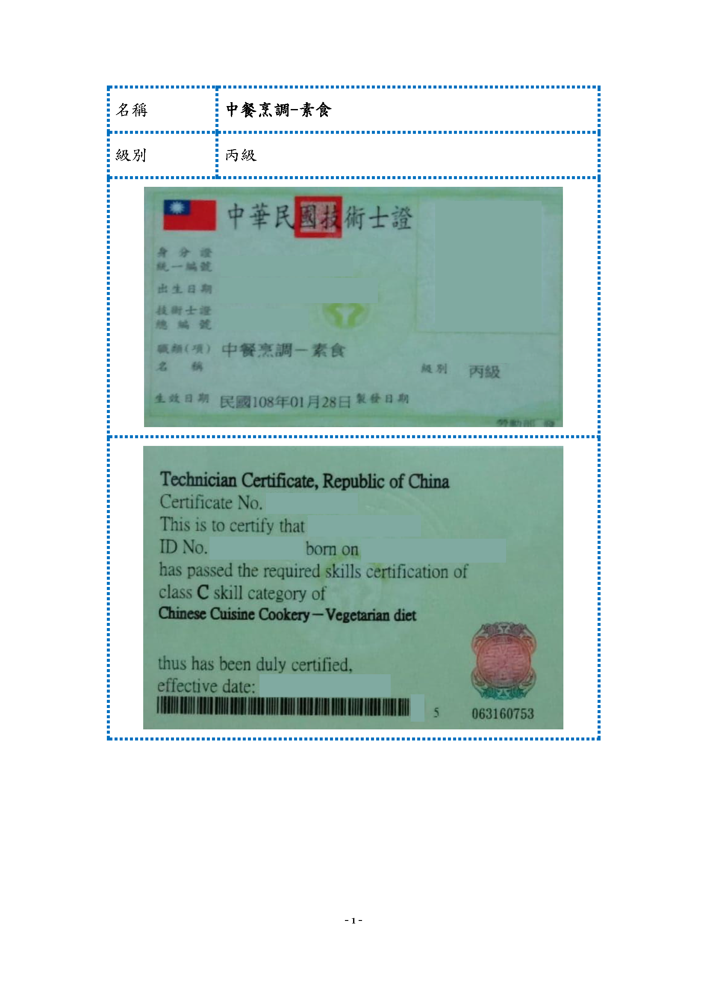 名稱
中餐烹調-素食
級別
丙級
中華民國技術士證
身分證
統一編號
出生日期
技術士證
總編號
職類(項) 中餐烹調－素食
名稱
級別 丙級
生效日期 民國108年01月28日 製發日期
勞動部 發
Technician Certificate, Republic of China
Certificate No.
This is to certify that
ID No. born on
has passed the required skills certification of
class C skill category of
Chinese Cuisine Cookery－Vegetarian diet
thus has been duly certified,
effective date:
5 063160753
- 1 -